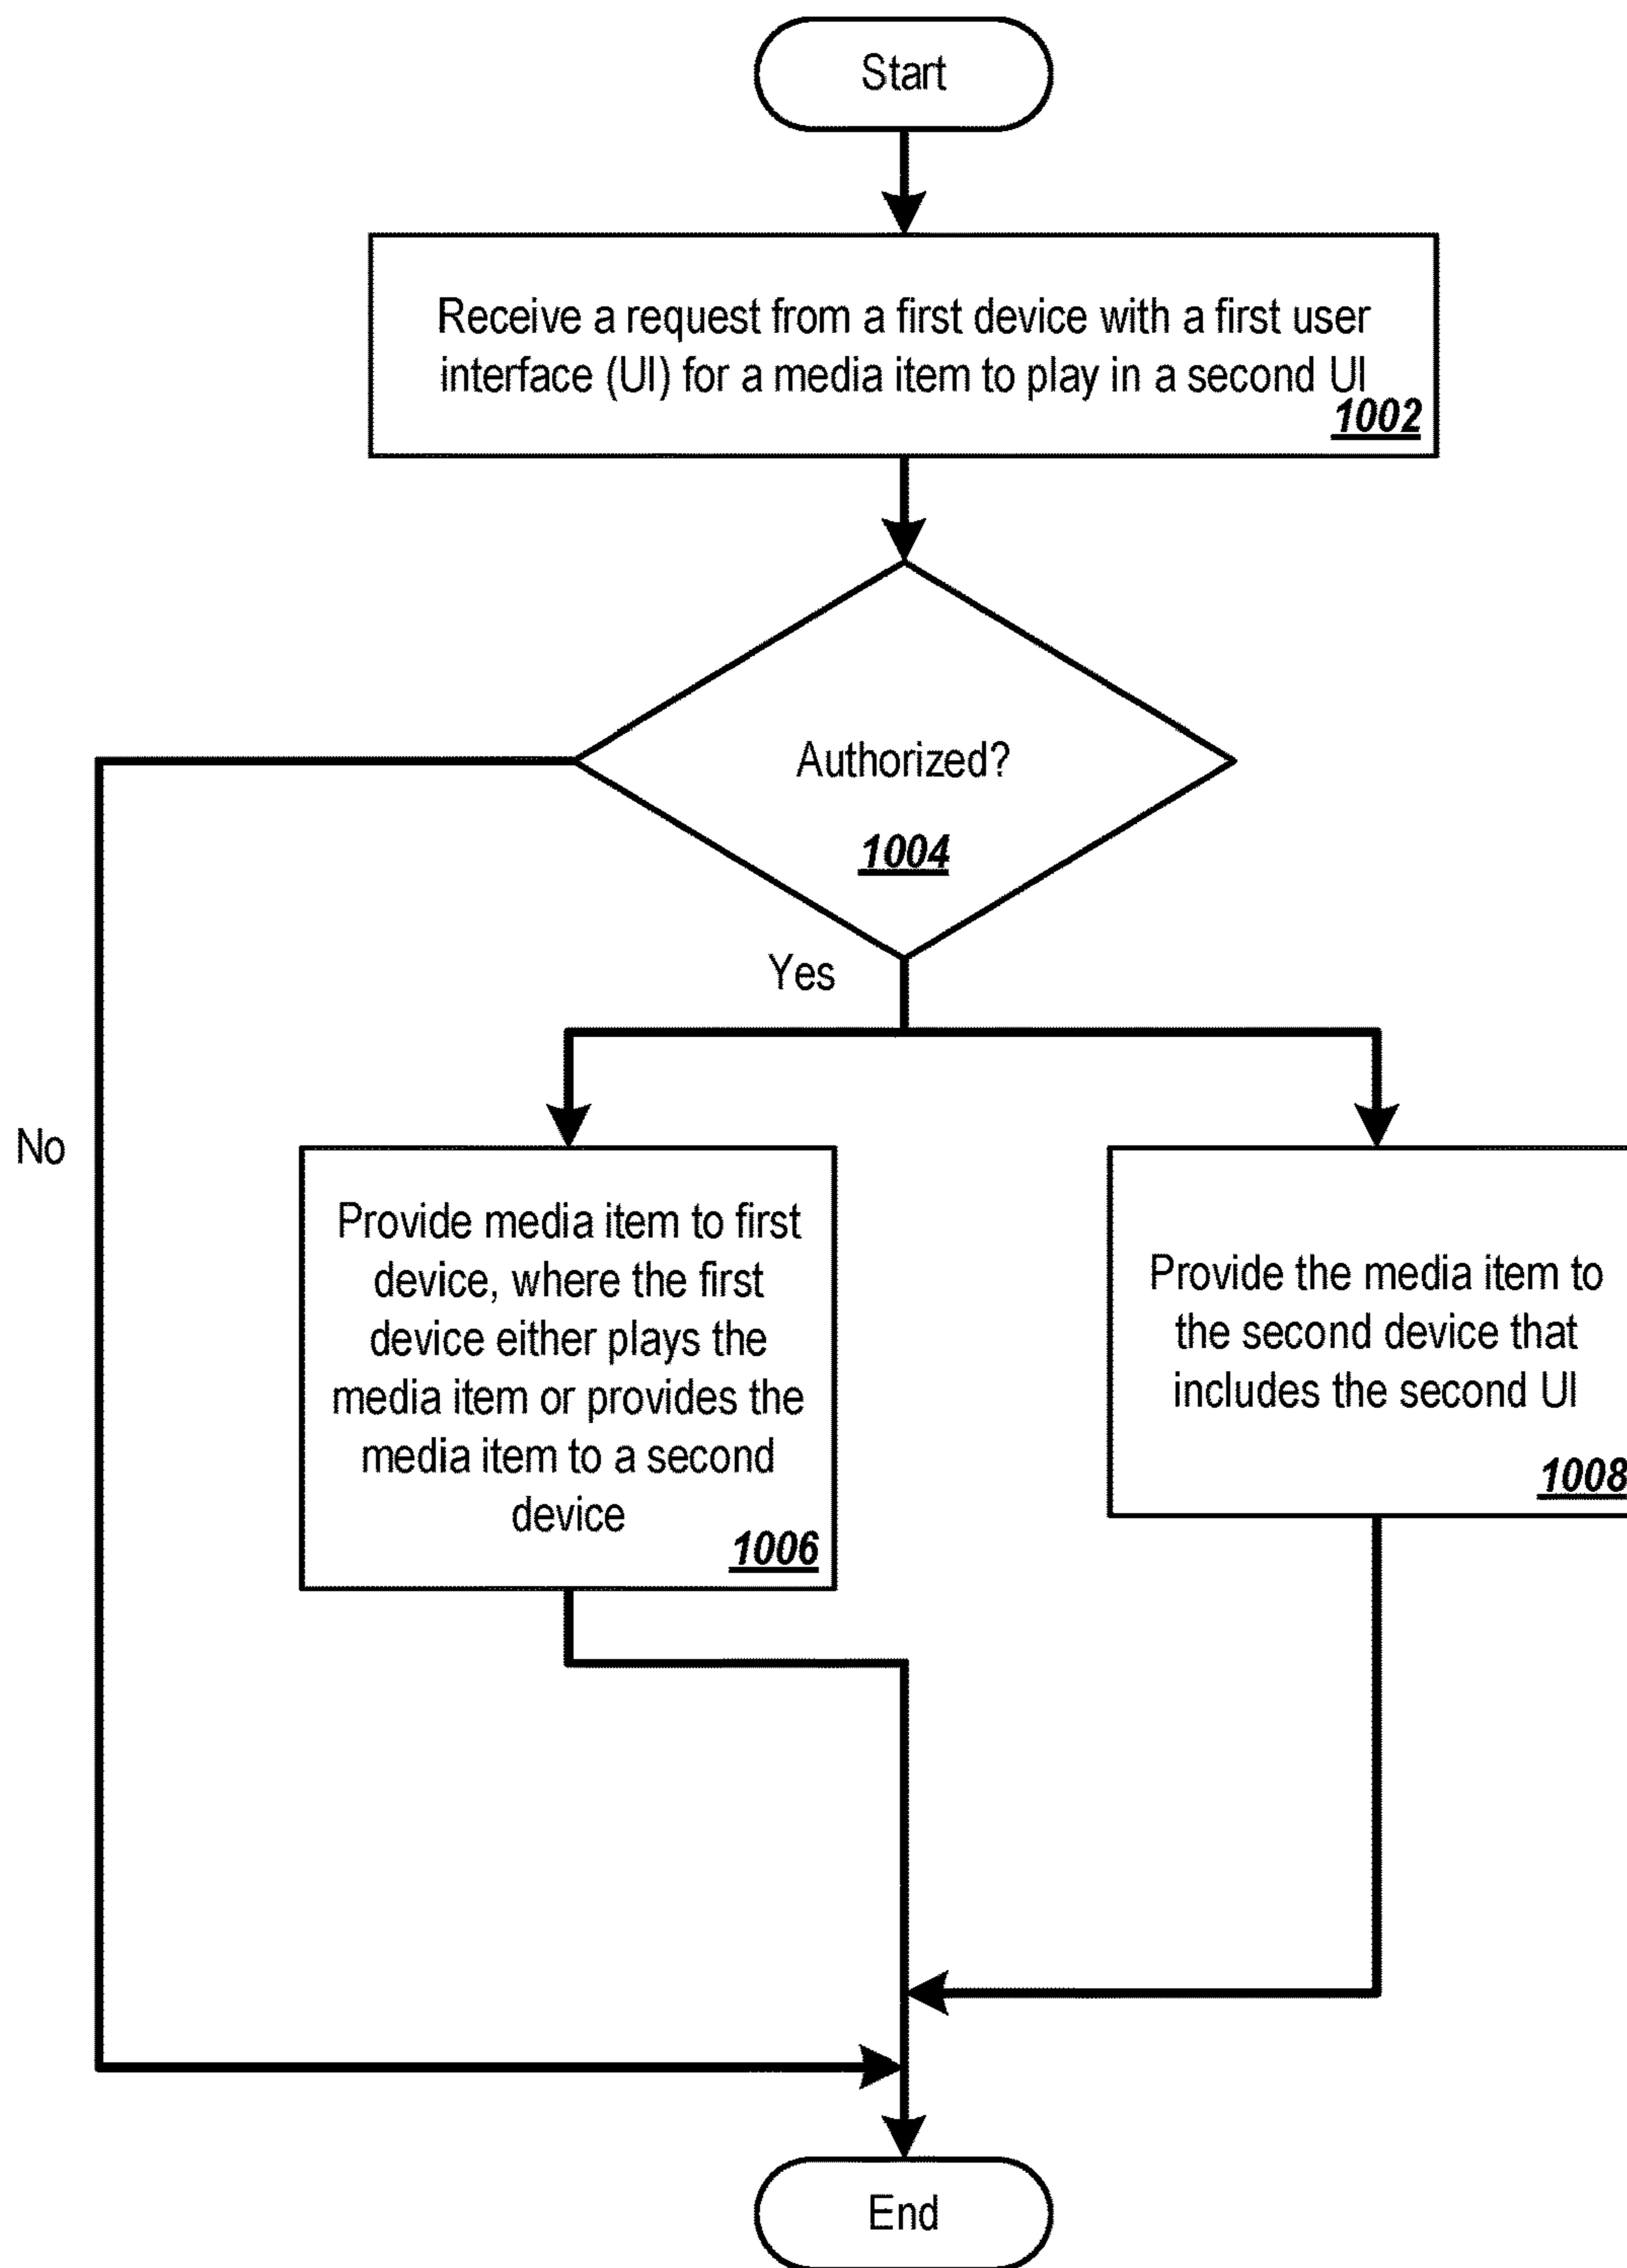 Start
Receive a request from a first device with a first user
interface (UI) for a media item to play in a second UI
1002
Authorized?
1004
Yes
No
Provide media item to first
device, where the first
device either plays the
media item or provides the
media item to a second
device
1006
Provide the media item to
the second device that
includes the second UI
1008
End